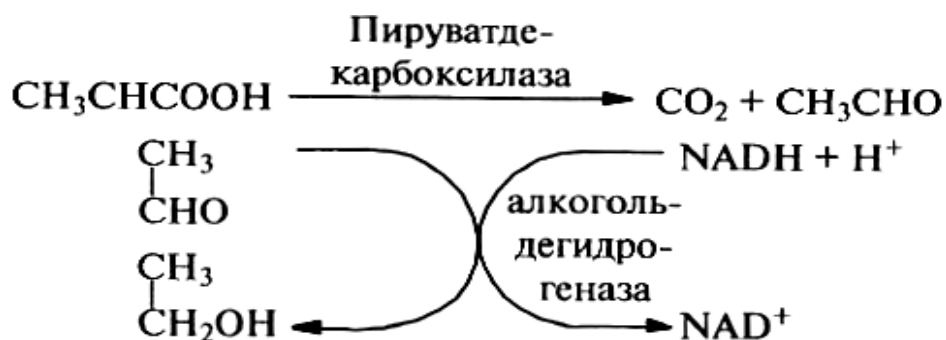 Пируватде-
карбоксилаза
CH₃CHCOOH CO₂ + CH₃CHO
CH₃ NADH + H⁺
CHO алкоголь-
дегидро-
CH₃ геназа
CH₂OH NAD⁺